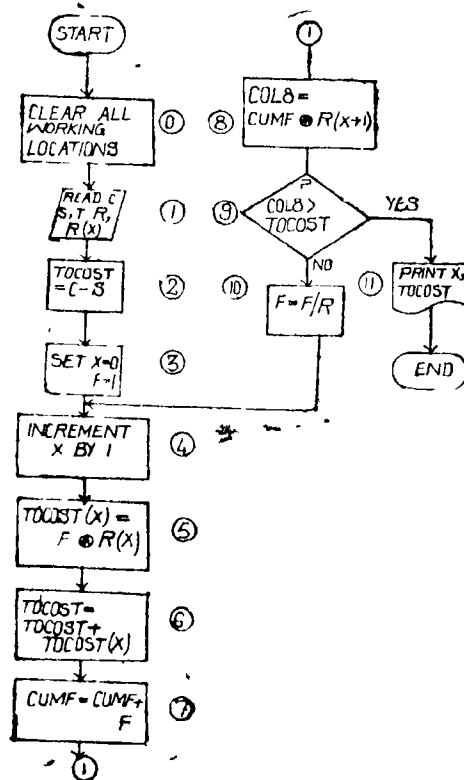 START
CLEAR ALL
WORKING
LOCATIONS
0
READ C
S, T R,
R(X)
1
TOCOST
= C-S
2
SET X=0
F=1
3
INCREMENT
X BY 1
4
TOCOST(X) =
F ⊛ R(X)
5
TOCOST=
TOCOST+
TOCOST(X)
6
CUMF = CUMF+
F
7
1
1
COL8 =
CUMF ⊛ R(X+1)
8
P
COL8 >
TOCOST
9
YES
NO
F=F/R
10
PRINT X,
TOCOST
11
END